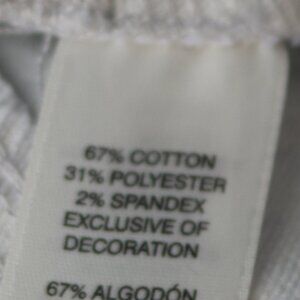 67% COTTON
31% POLYESTER
2% SPANDEX
EXCLUSIVE OF
DECORATION
67% ALGODÓN